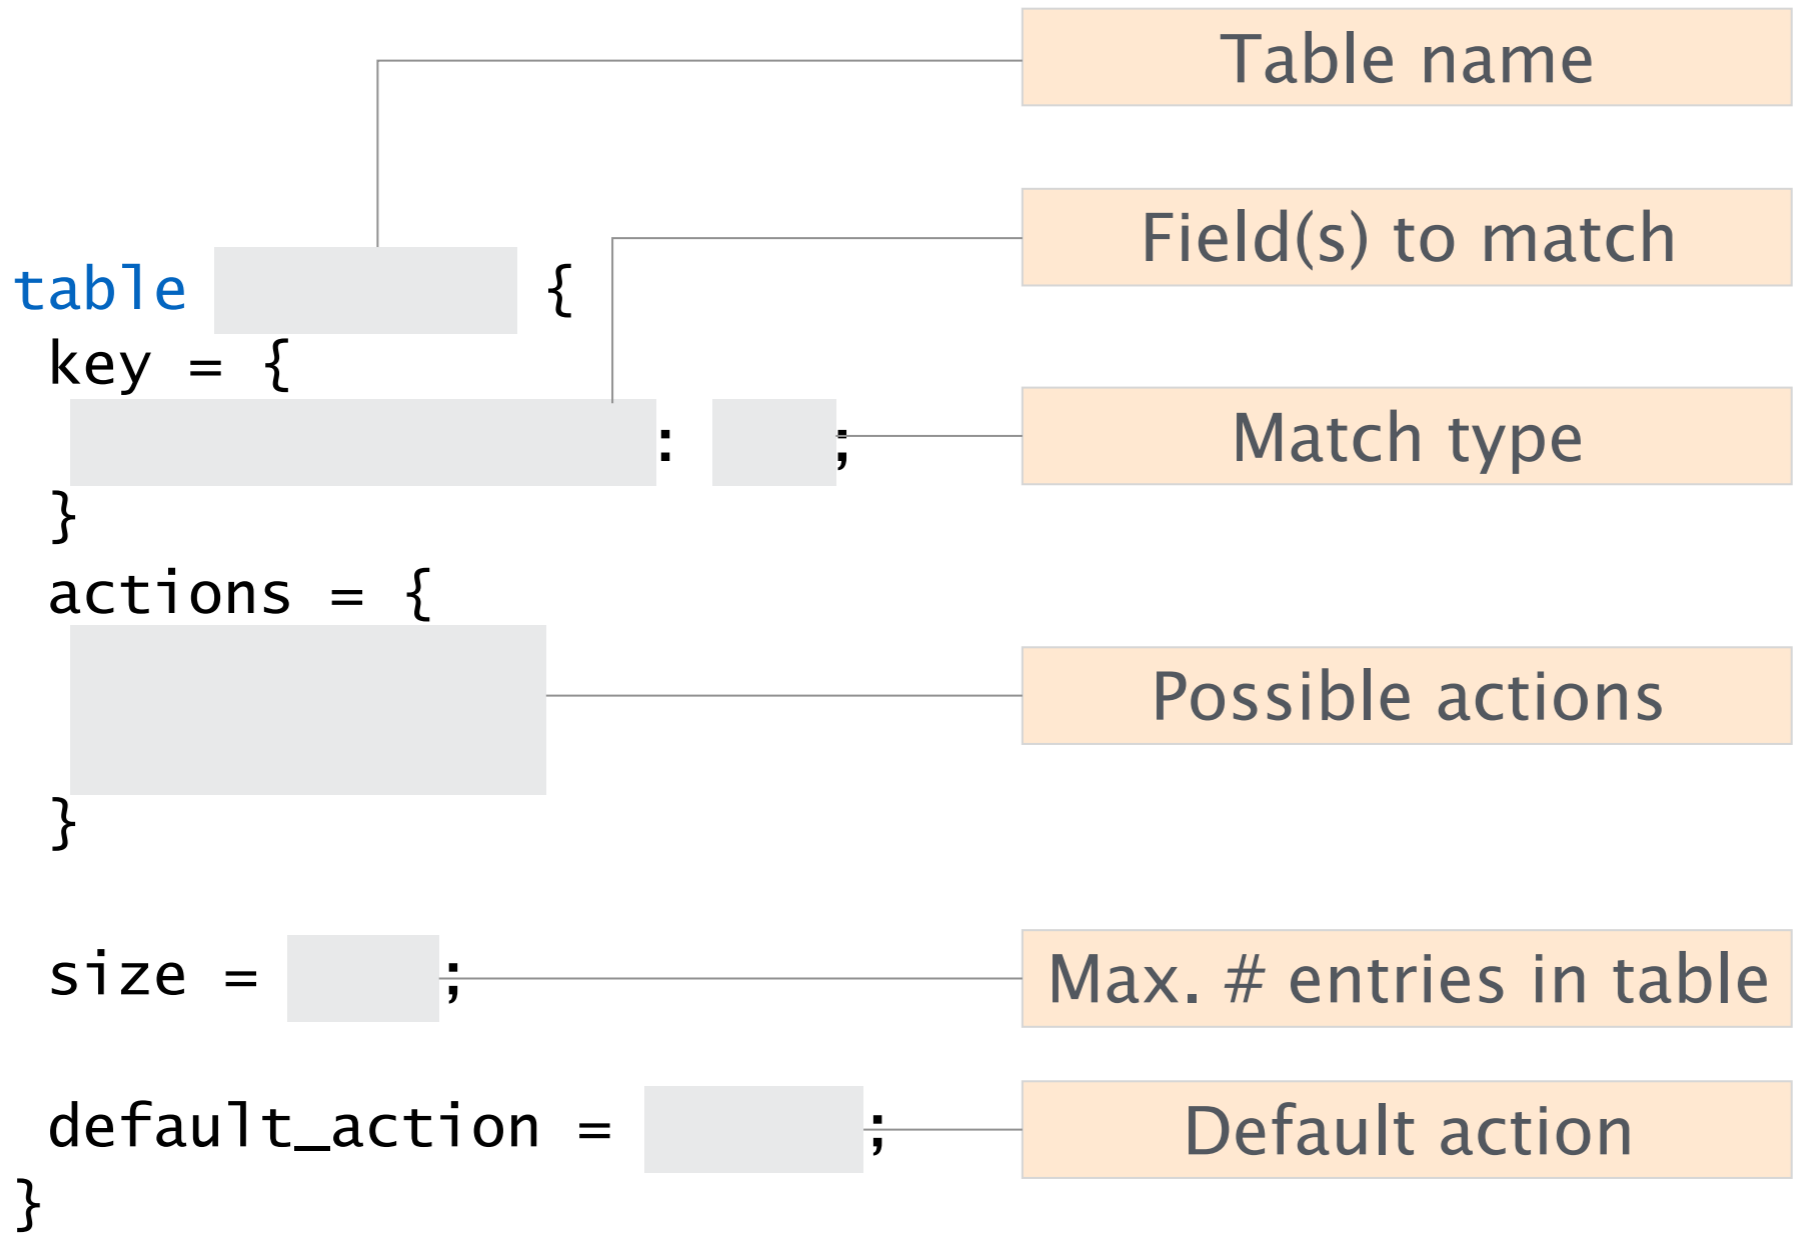 Table name
Field(s) to match
table {
key = {
: ;
Match type
}
actions = {
Possible actions
}
size = ;
Max. # entries in table
default_action = ;
Default action
}